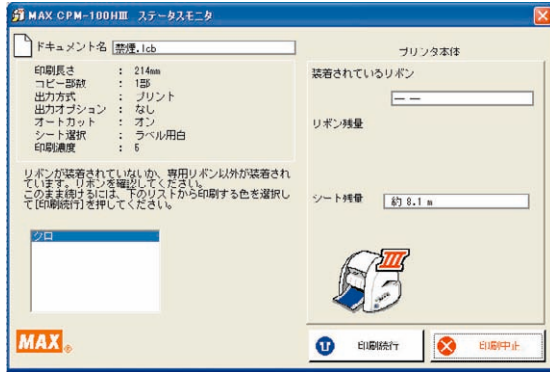 MAX CPM-100HⅢ ステータスモニタ
ドキュメント名 禁煙.lcb
印刷長さ : 214mm
コピー部数 : 1部
出力方式 : プリント
出力オプション : なし
オートカット : オン
シート選択 : ラベル用白
印刷濃度 : 6
リボンが装着されていないか、専用リボン以外が装着され
ています。リボンを確認してください。
このまま続けるには、下のリストから印刷する色を選択し
て[印刷続行]を押してください。
クロ
MAX
プリンタ本体
装着されているリボン
— —
リボン残量
シート残量 約 8.1 m
Ⅲ
印刷続行
印刷中止